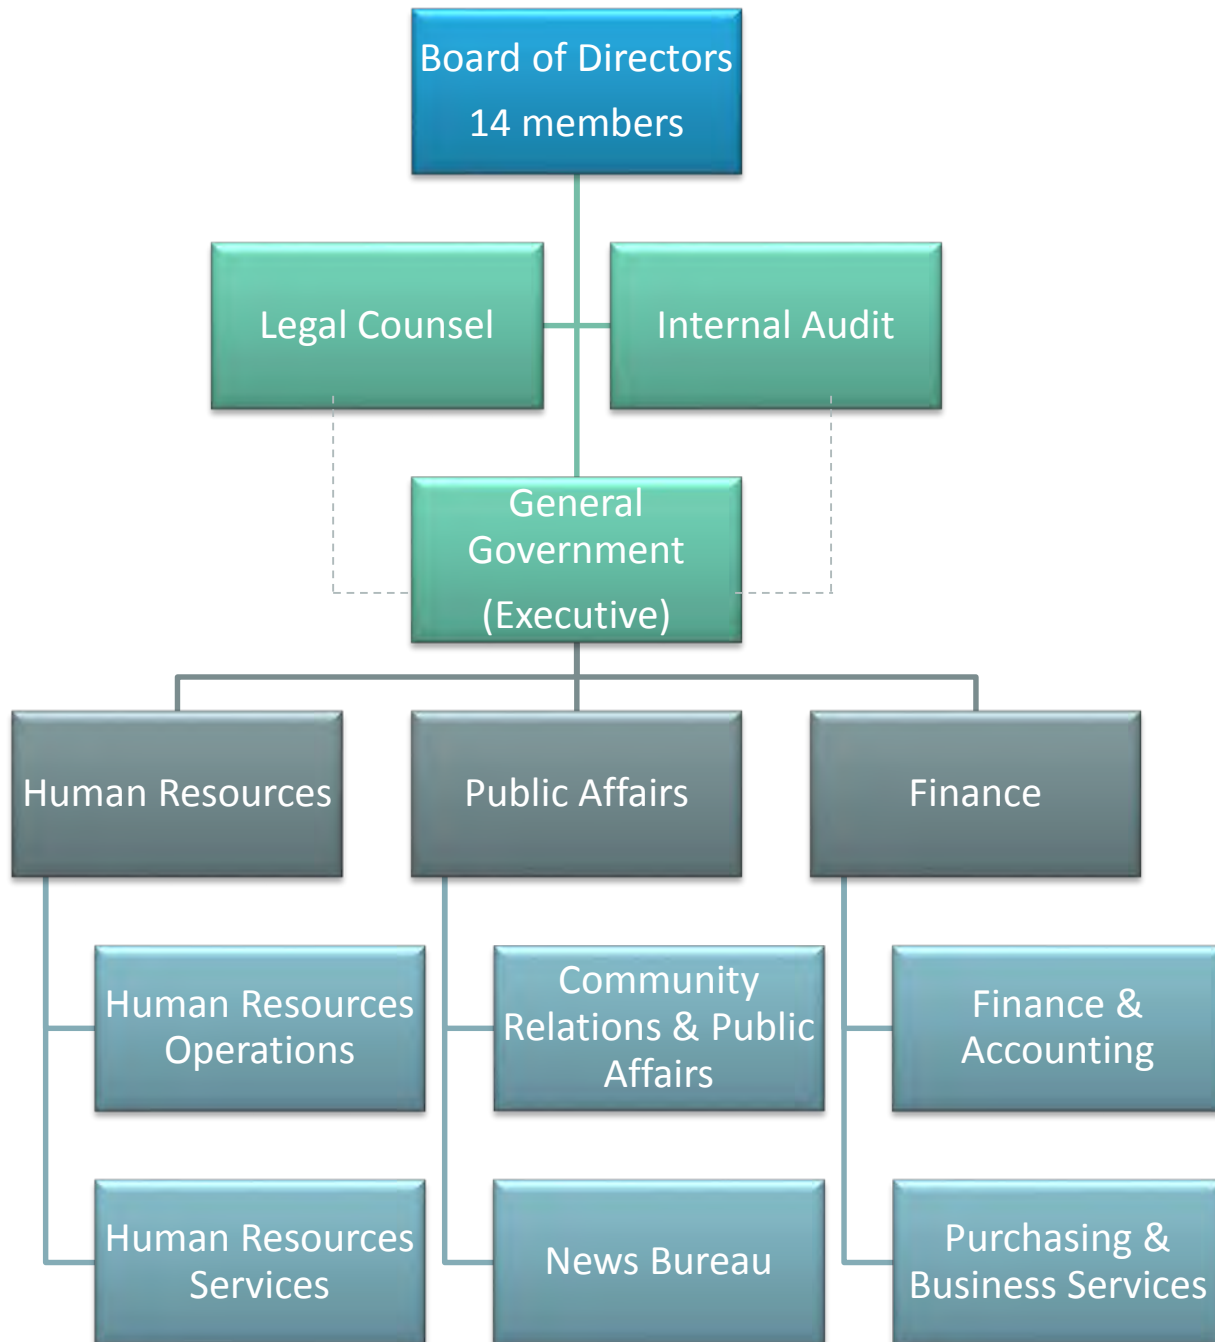 Board of Directors
14 members
Legal Counsel
Internal Audit
General
Government
(Executive)
Human Resources
Public Affairs
Finance
Human Resources
Operations
Community
Relations & Public
Affairs
Finance &
Accounting
Human Resources
Services
News Bureau
Purchasing &
Business Services